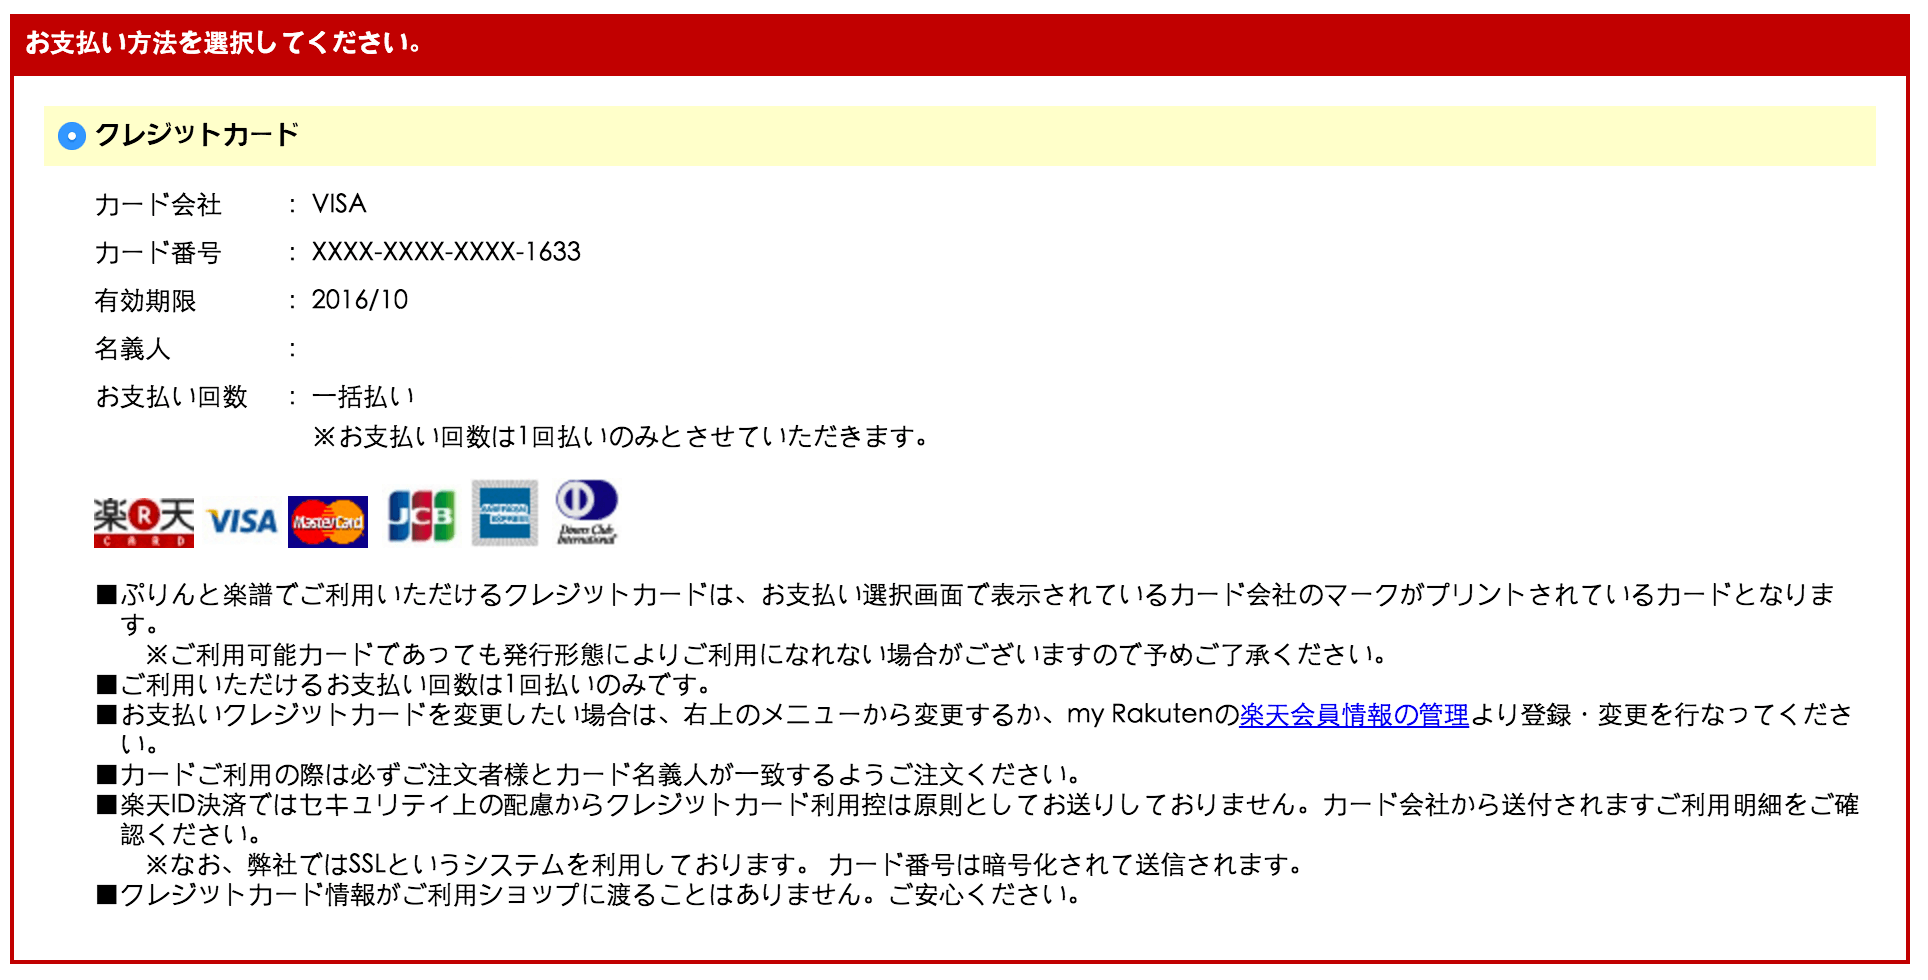 お支払い方法を選択してください。
クレジットカード
カード会社 : VISA
カード番号 : XXXX-XXXX-XXXX-1633
有効期限 : 2016/10
名義人 :
お支払い回数 : 一括払い
※お支払い回数は1回払いのみとさせていただきます。
楽R天 CARD VISA MasterCard JCB AMERICAN EXPRESS Diners Club International
■ぷりんと楽譜でご利用いただけるクレジットカードは、お支払い選択画面で表示されているカード会社のマークがプリントされているカードとなりま
す。
※ご利用可能カードであっても発行形態によりご利用になれない場合がございますので予めご了承ください。
■ご利用いただけるお支払い回数は1回払いのみです。
■お支払いクレジットカードを変更したい場合は、右上のメニューから変更するか、my Rakutenの楽天会員情報の管理より登録・変更を行なってくださ
い。
■カードご利用の際は必ずご注文者様とカード名義人が一致するようご注文ください。
■楽天ID決済ではセキュリティ上の配慮からクレジットカード利用控は原則としてお送りしておりません。カード会社から送付されますご利用明細をご確
認ください。
※なお、弊社ではSSLというシステムを利用しております。 カード番号は暗号化されて送信されます。
■クレジットカード情報がご利用ショップに渡ることはありません。ご安心ください。